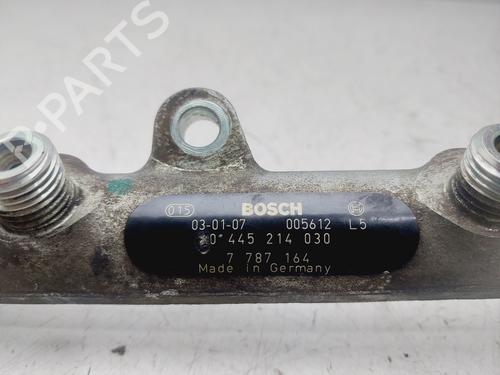 015 BOSCH
03-01-07 005612 L5
0 445 214 030
7 787 164
Made in Germany
B-PARTS